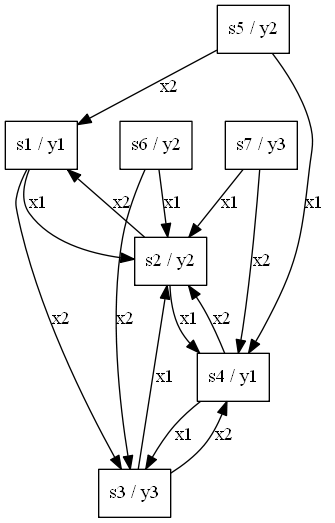 s5 / y2
x2
s1 / y1
s6 / y2
s7 / y3
x1
x2
x1
x1
x1
s2 / y2
x2
x2
x2
x1
x2
s4 / y1
x1
x1
x2
s3 / y3